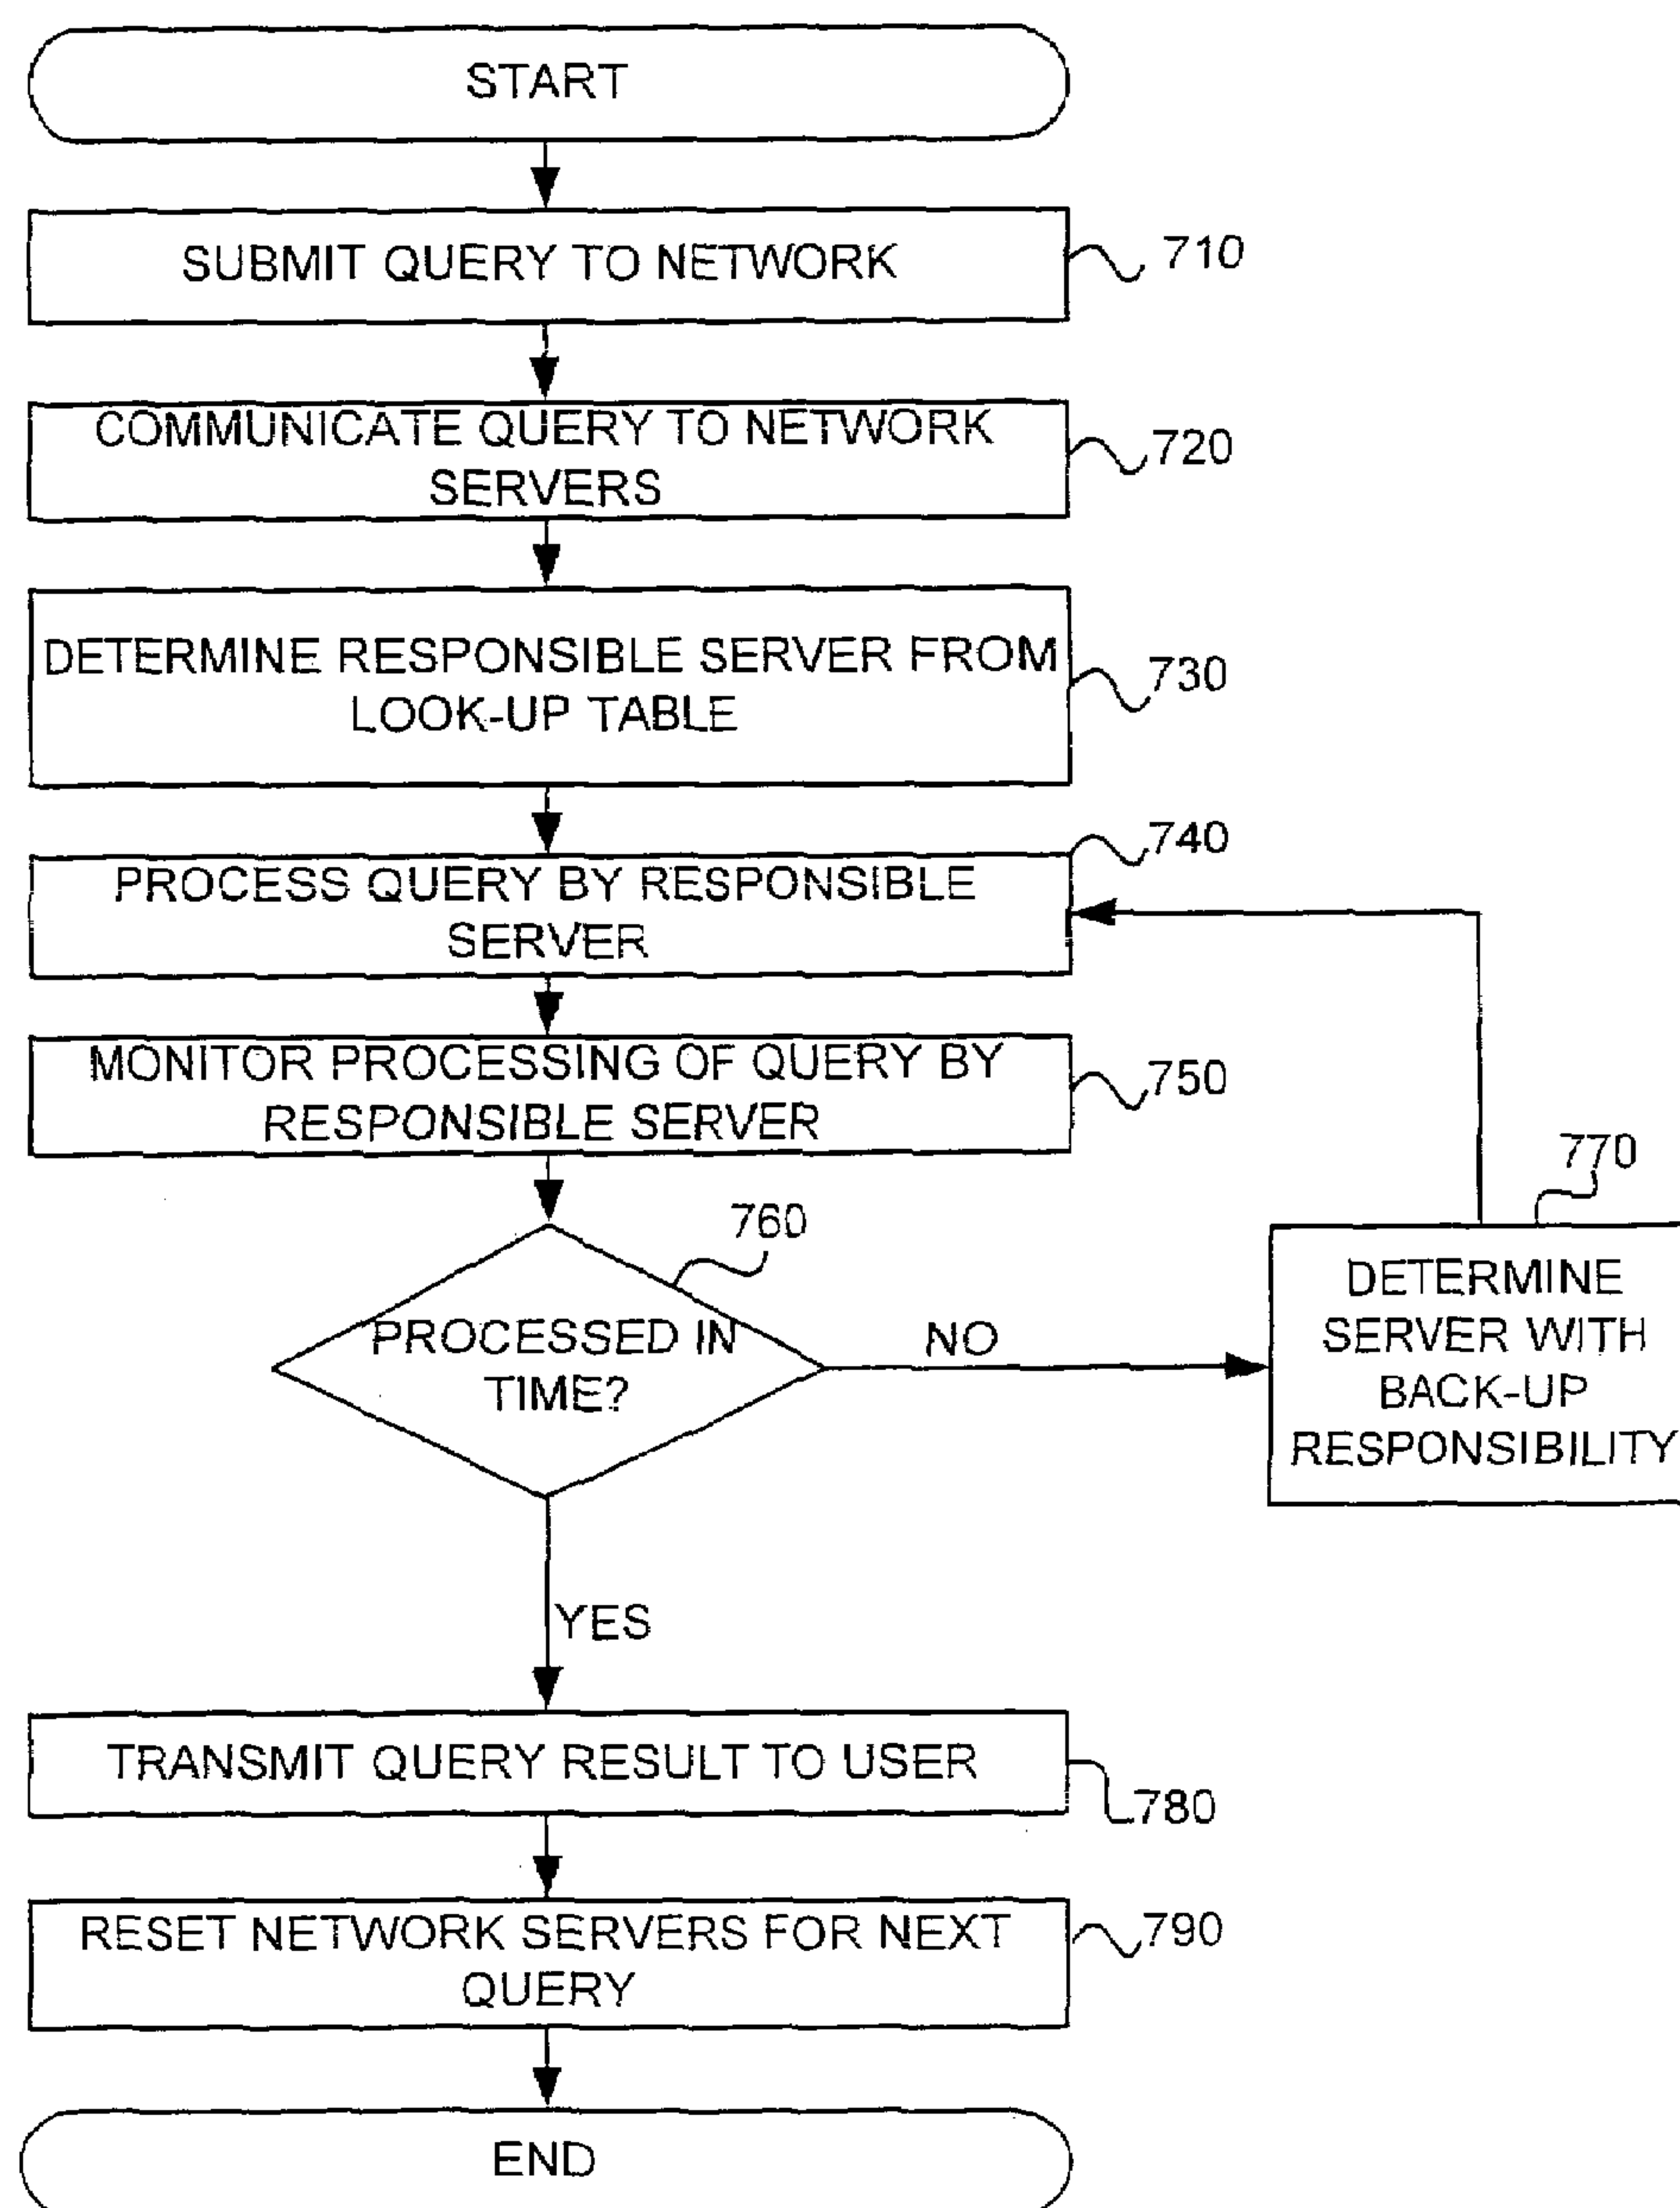 START
SUBMIT QUERY TO NETWORK
710
COMMUNICATE QUERY TO NETWORK
SERVERS
720
DETERMINE RESPONSIBLE SERVER FROM
LOOK-UP TABLE
730
740
PROCESS QUERY BY RESPONSIBLE
SERVER
MONITOR PROCESSING OF QUERY BY
RESPONSIBLE SERVER
750
760
PROCESSED IN
TIME?
NO
770
DETERMINE
SERVER WITH
BACK-UP
RESPONSIBILITY
YES
TRANSMIT QUERY RESULT TO USER
780
RESET NETWORK SERVERS FOR NEXT
QUERY
790
END